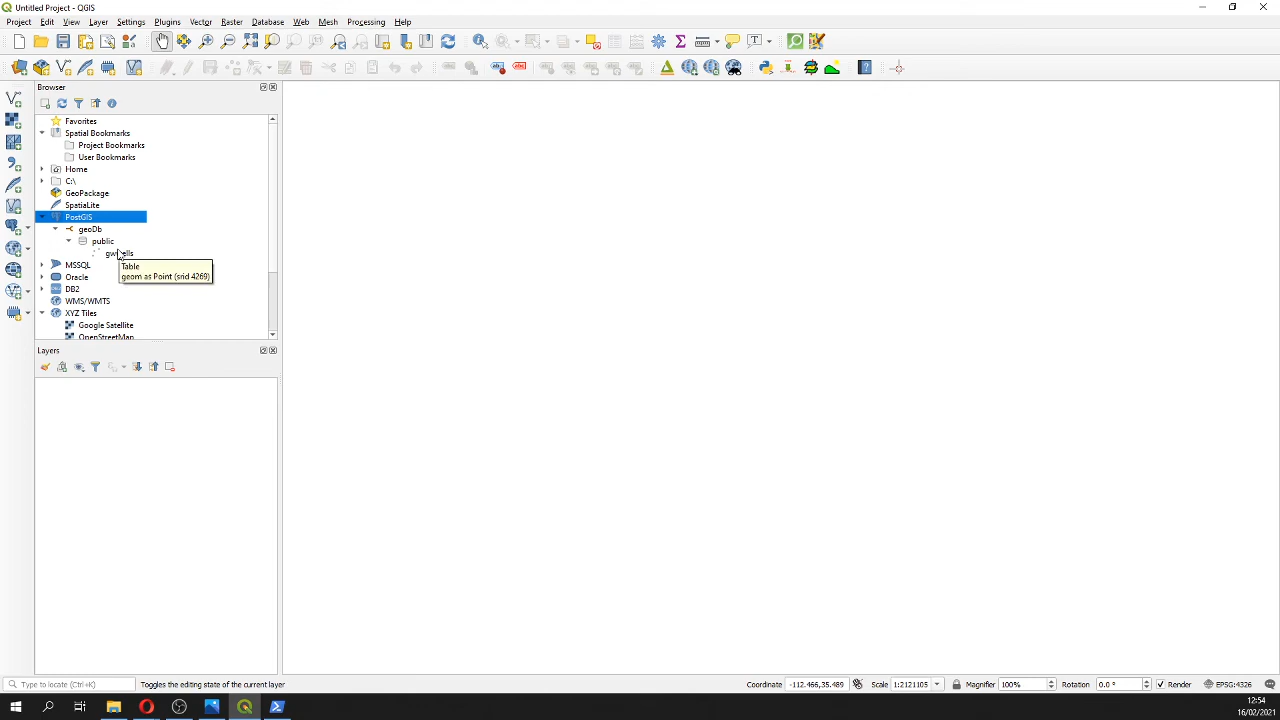 Untitled Project - QGIS
Project Edit View Layer Settings Plugins Vector Raster Database Web Mesh Processing Help
Browser
Favorites
Spatial Bookmarks
Project Bookmarks
User Bookmarks
Home
C:\
GeoPackage
SpatiaLite
PostGIS
geoDb
public
Table
geom as Point (srid 4269)
MSSQL
Oracle
DB2
WMS/WMTS
XYZ Tiles
Google Satellite
OpenStreetMap
Layers
Type to locate (Ctrl+K)
Toggles the editing state of the current layer
Coordinate -112.466,35.489 Scale 1:2121105 Magnifier 100% Rotation 0.0 ° Render EPSG:4326
12:54
16/02/2021